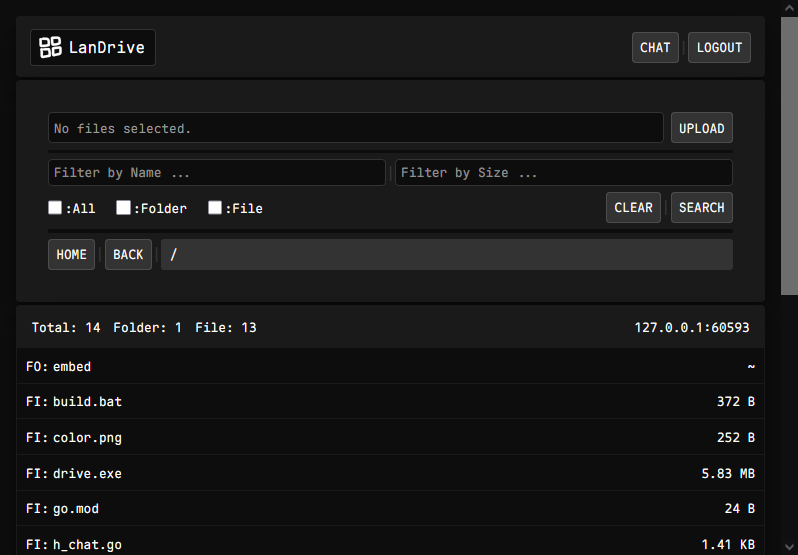 LanDrive CHAT LOGOUT
No files selected. UPLOAD
Filter by Name ... Filter by Size ...
:All :Folder :File CLEAR SEARCH
HOME BACK /
Total: 14 Folder: 1 File: 13 127.0.0.1:60593
FO: embed ~
FI: build.bat 372 B
FI: color.png 252 B
FI: drive.exe 5.83 MB
FI: go.mod 24 B
FI: h_chat.go 1.41 KB